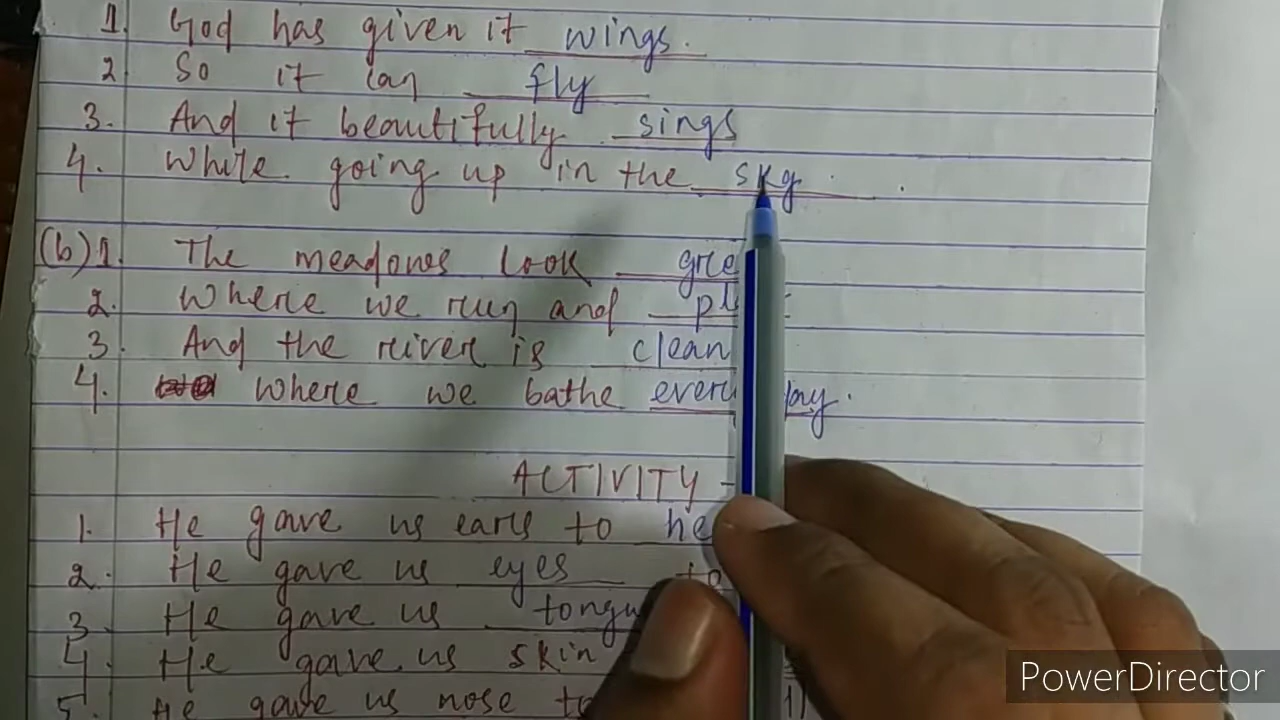 1. God has given it wings.
2 So it can fly
3. And it beautifully sings
4. While going up in the sky.
(b) 1. The meadows look
2. Where we run and
3. And the river is clean
4. Where we bathe
ACTIVITY -
1. He gave us ears to
2. He gave us eyes to
3. He gave us
4. He gave us skin
5. He gave us nose to
PowerDirector